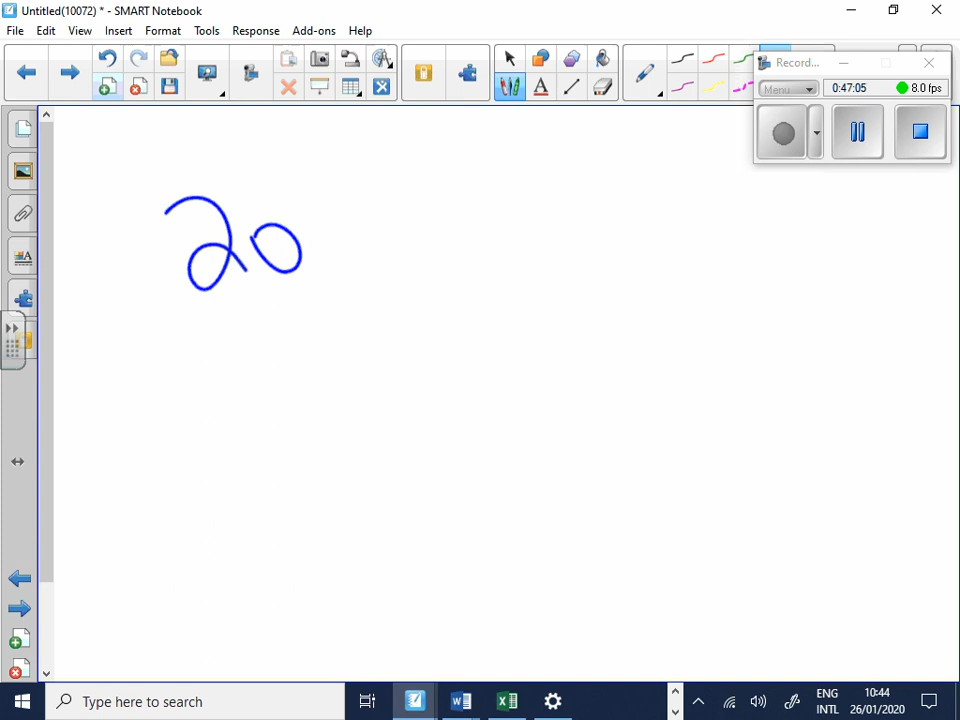 Untitled(10072) * - SMART Notebook
File Edit View Insert Format Tools Response Add-ons Help
Record...
Menu 0:47:05 8.0 fps
20
Type here to search
ENG 10:44
INTL 26/01/2020